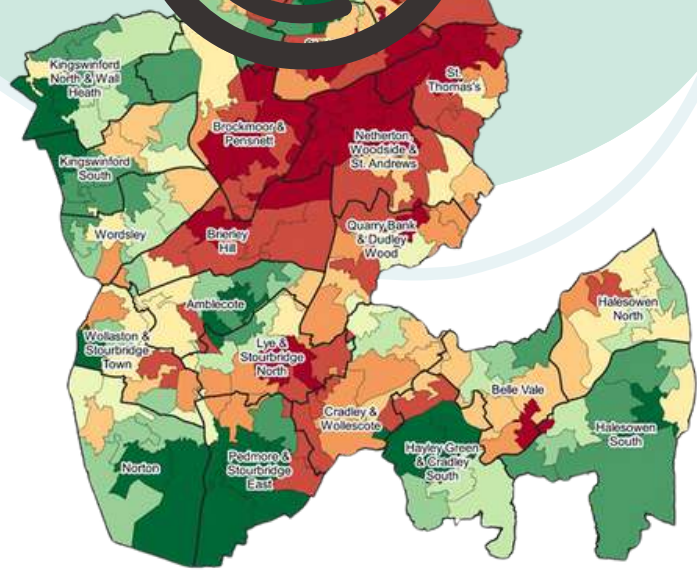 Kingswinford
North & Wall
Heath
St.
Thomas's
Brockmoor &
Pensnett
Netherton,
Woodside &
St. Andrews
Kingswinford
South
Wordsley
Brierley
Hill
Quarry Bank
& Dudley
Wood
Amblecote
Halesowen
North
Wollaston &
Stourbridge
Town
Lye &
Stourbridge
North
Belle Vale
Cradley &
Wollescote
Halesowen
South
Hayley Green
& Cradley
South
Norton
Pedmore &
Stourbridge
East